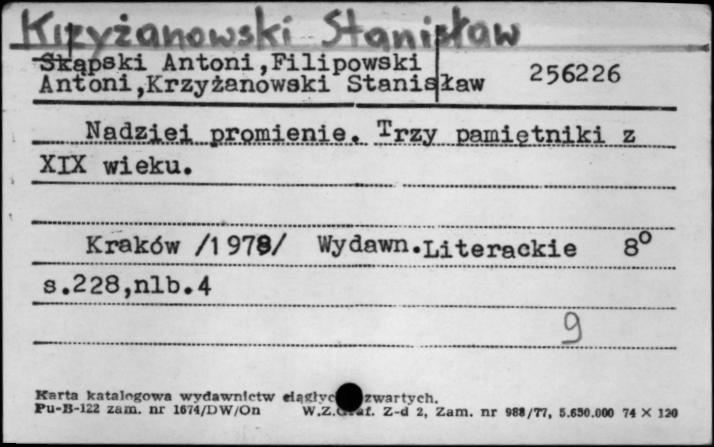 Krzyżanowski Stanisław
Skąpski Antoni,Filipowski
Antoni,Krzyżanowski Stanisław 256226
Nadziei promienie. Trzy pamiętniki z
XIX wieku.
Kraków /1978/ Wydawn.Literackie 8°
s.228,nlb.4
9
Karta katalogowa wydawnictw zwartych.
Pu-B-122 zam. nr 1674/DW/On W.Z.Graf. Z-d 2, Zam. nr 988/77, 5.650.000 74 × 120